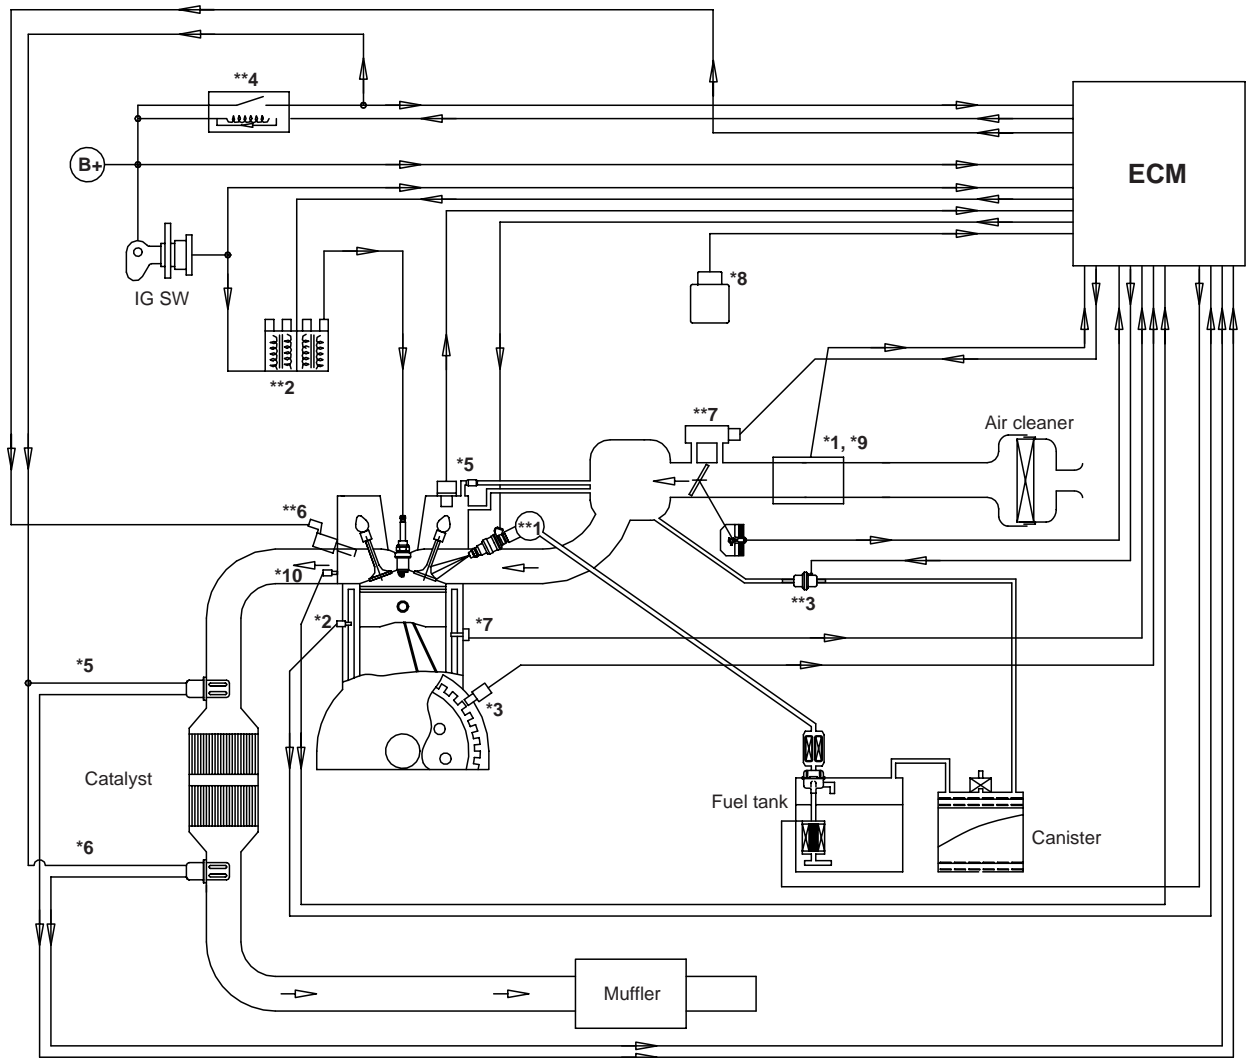 **4
B+
ECM
IG SW
*8
**2
**7
Air cleaner
*1, *9
*5
**6
**1
*10
**3
*2
*7
*5
*3
Catalyst
Fuel tank
*6
Canister
Muffler